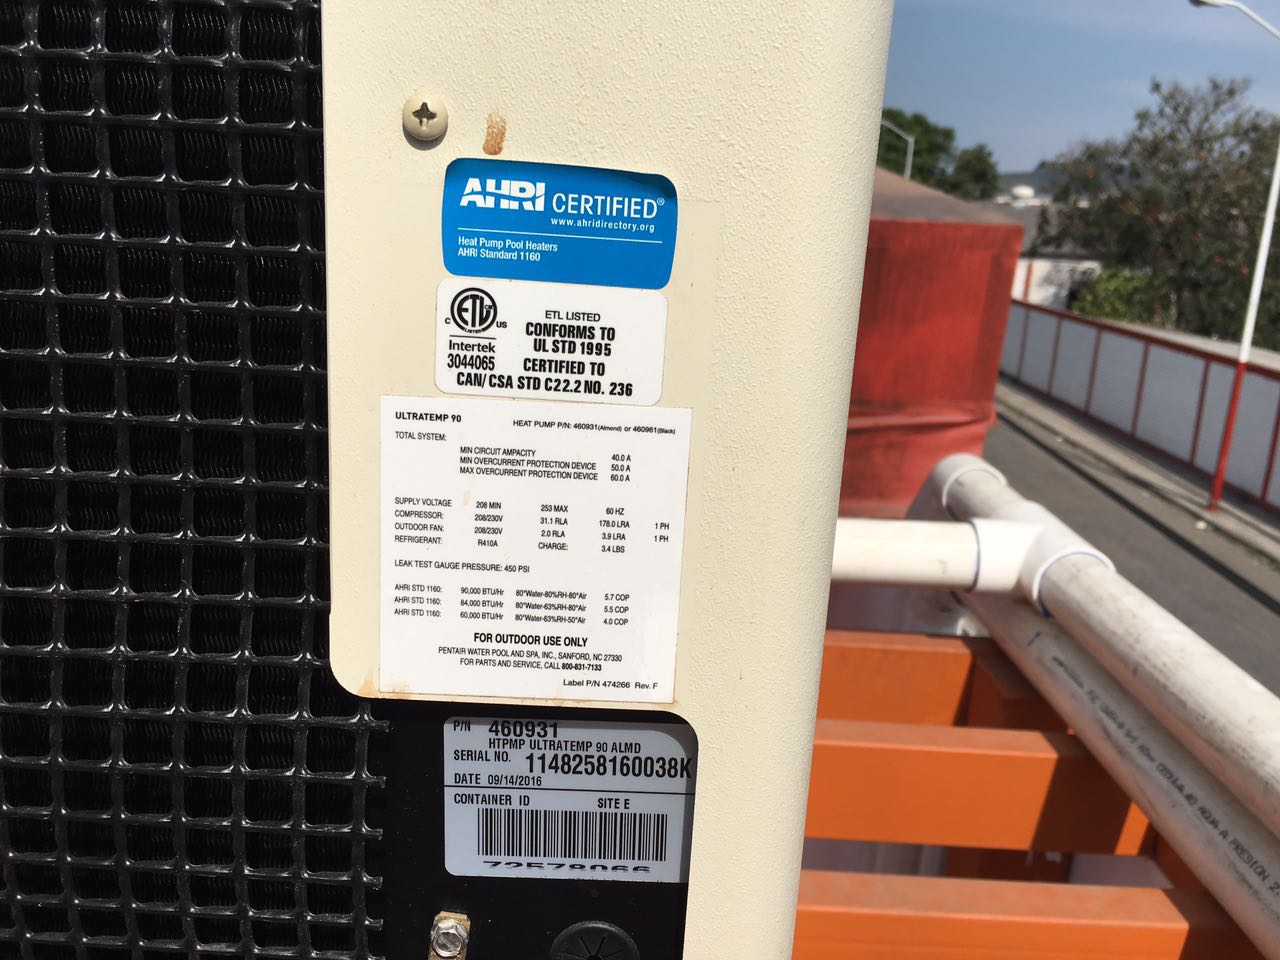 AHRI CERTIFIED®
www.ahridirectory.org
Heat Pump Pool Heaters
AHRI Standard 1160
ETL CM
LISTED
C US
Intertek
3044065
ETL LISTED
CONFORMS TO
UL STD 1995
CERTIFIED TO
CAN/CSA STD C22.2 NO. 236
ULTRATEMP 90 HEAT PUMP P/N: 460931(Almond) or 460961(Black)
TOTAL SYSTEM:
MIN CIRCUIT AMPACITY 40.0 A
MIN OVERCURRENT PROTECTION DEVICE 50.0 A
MAX OVERCURRENT PROTECTION DEVICE 60.0 A
SUPPLY VOLTAGE 208 MIN 253 MAX 60 HZ
COMPRESSOR: 208/230V 31.1 RLA 178.0 LRA 1 PH
OUTDOOR FAN: 208/230V 2.0 RLA 3.9 LRA 1 PH
REFRIGERANT: R410A CHARGE: 3.4 LBS
LEAK TEST GAUGE PRESSURE: 450 PSI
AHRI STD 1160: 90,000 BTU/Hr 80°Water-80%RH-80°Air 5.7 COP
AHRI STD 1160: 84,000 BTU/Hr 80°Water-63%RH-80°Air 5.5 COP
AHRI STD 1160: 60,000 BTU/Hr 80°Water-63%RH-50°Air 4.0 COP
FOR OUTDOOR USE ONLY
PENTAIR WATER POOL AND SPA, INC., SANFORD, NC 27330
FOR PARTS AND SERVICE, CALL 800-831-7133
Label P/N 474266 Rev. F
P/N 460931
HTPMP ULTRATEMP 90 ALMD
SERIAL NO. 1148258160038K
DATE 09/14/2016
CONTAINER ID SITE E